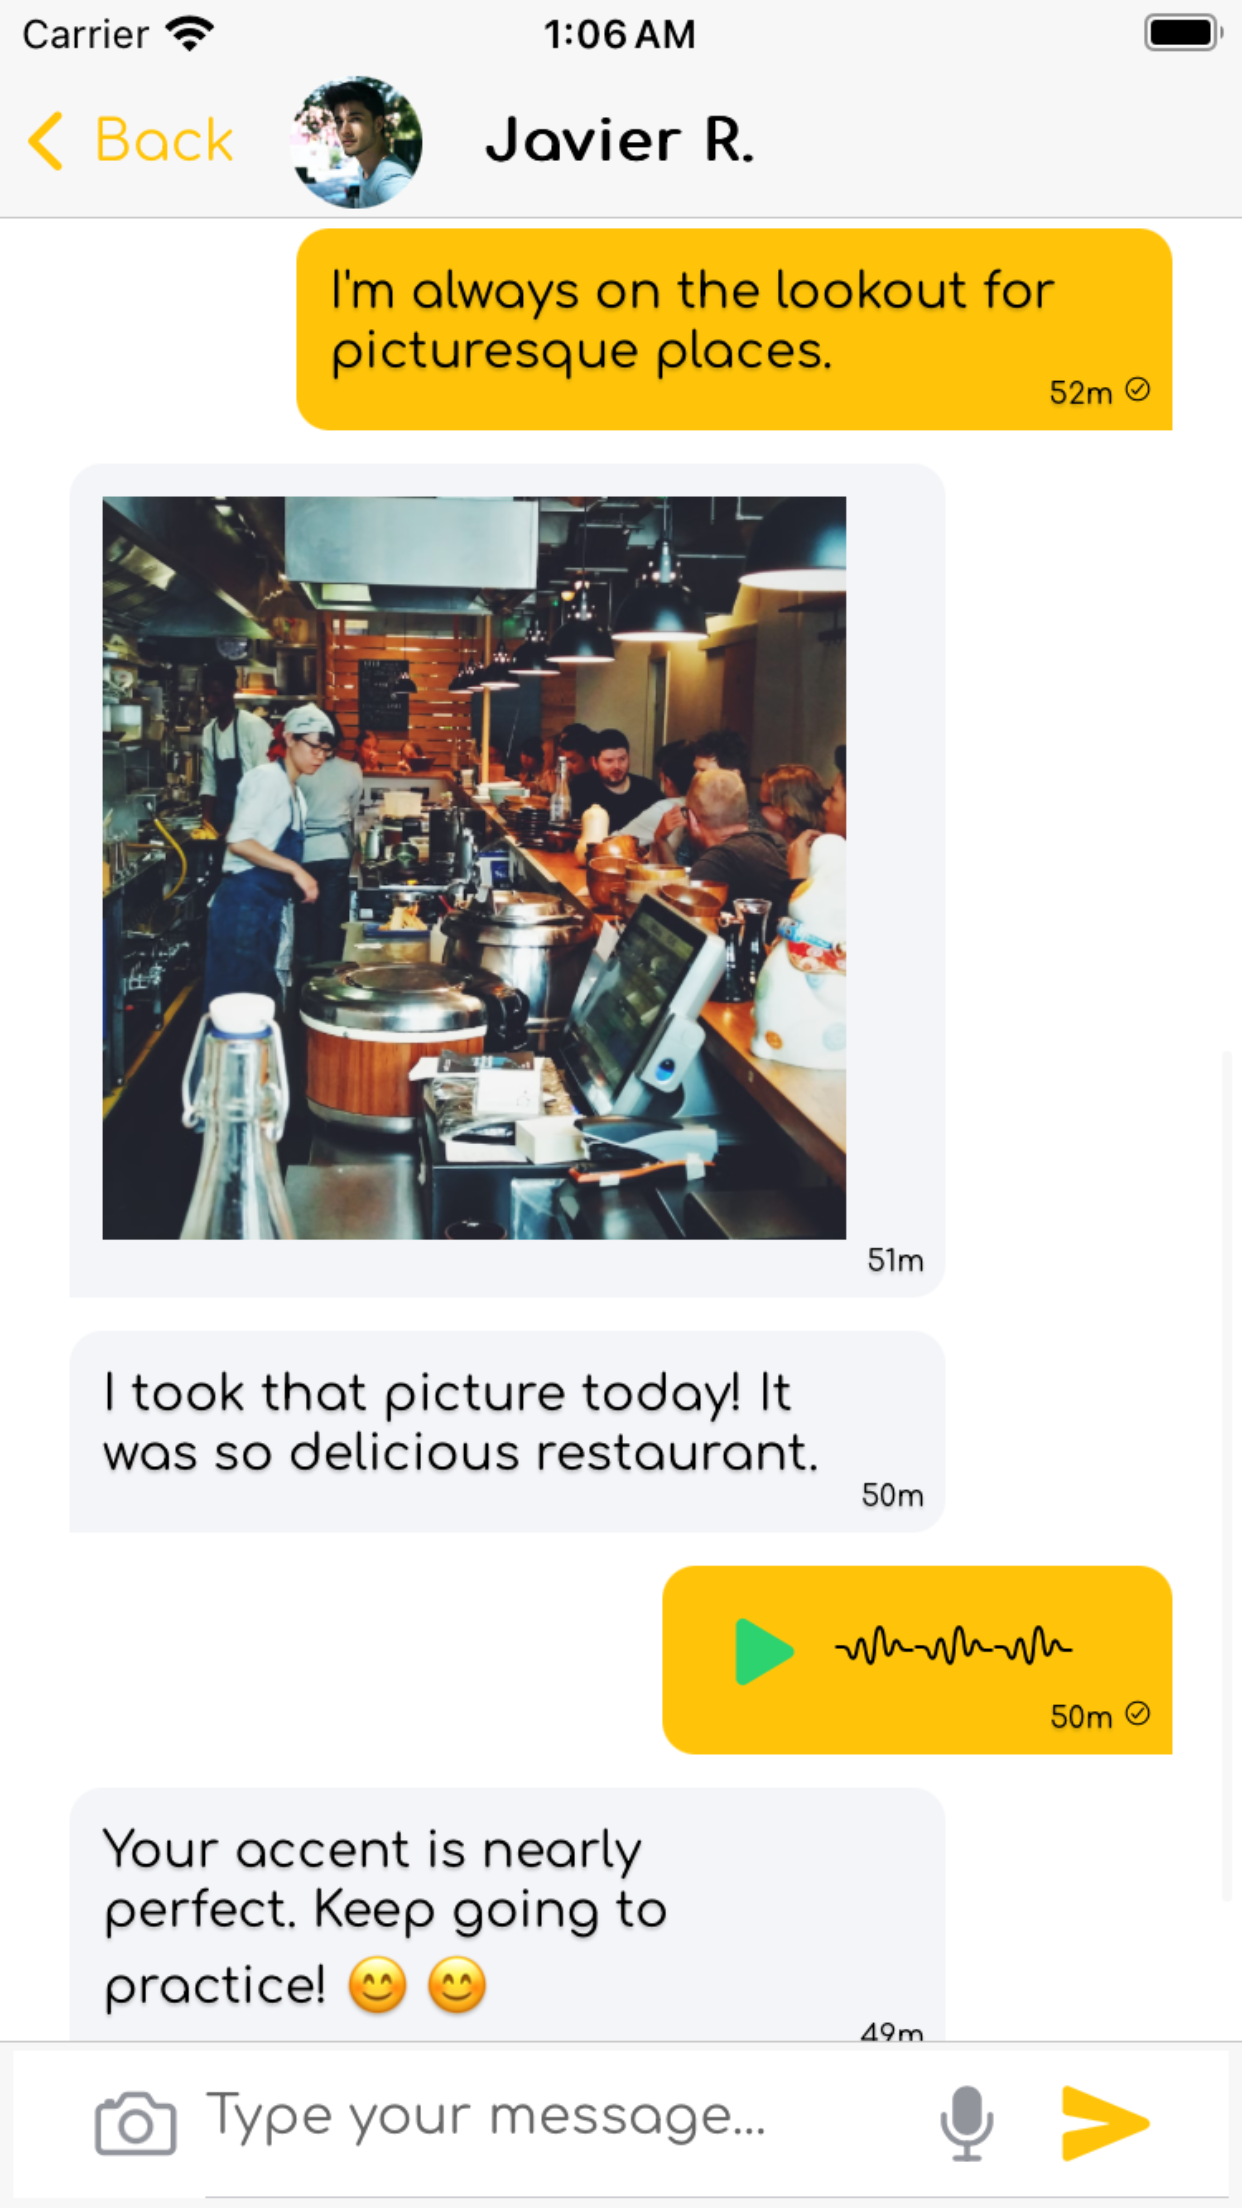 Carrier 1:06 AM
Back Javier R.
I'm always on the lookout for
picturesque places.
52m
51m
I took that picture today! It
was so delicious restaurant.
50m
50m
Your accent is nearly
perfect. Keep going to
practice! 😊 😊
49m
Type your message...